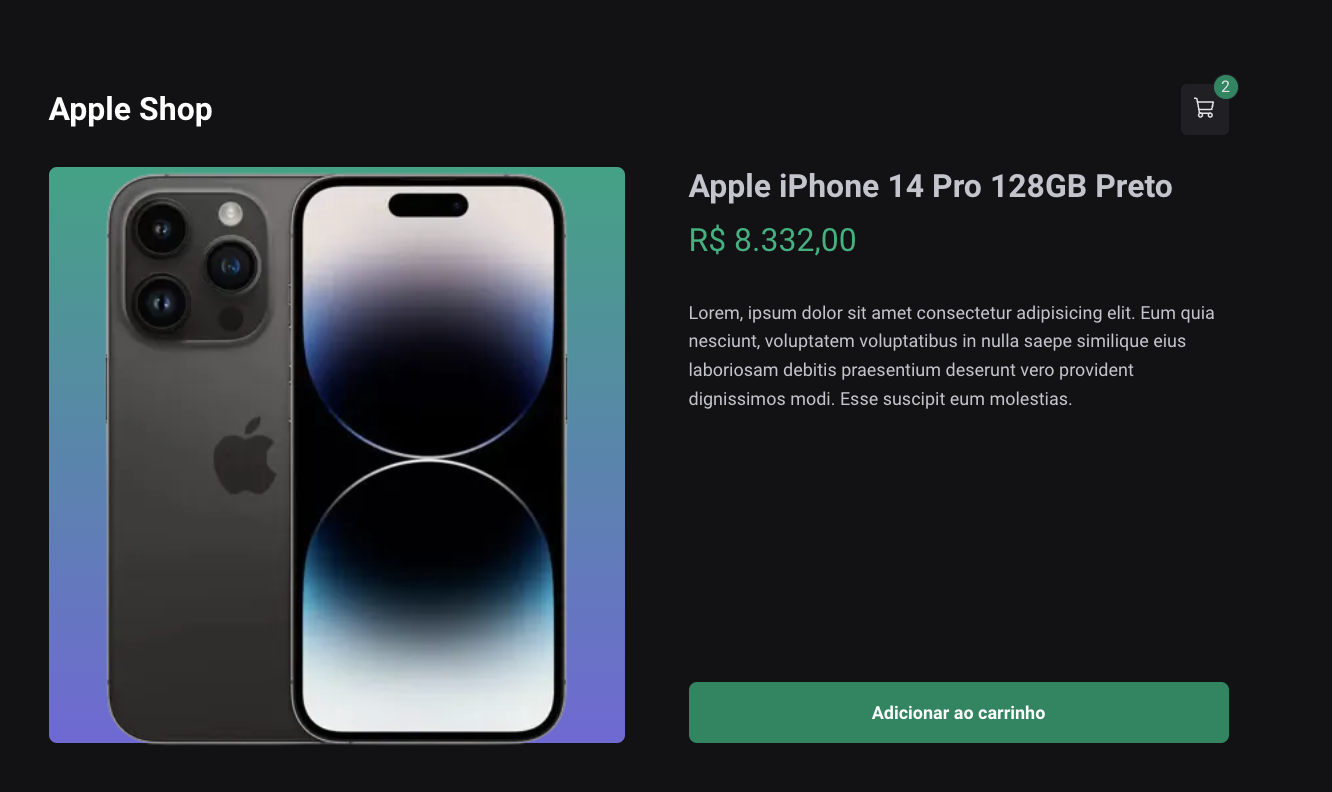 Apple Shop
2
Apple iPhone 14 Pro 128GB Preto
R$ 8.332,00
Lorem, ipsum dolor sit amet consectetur adipisicing elit. Eum quia
nesciunt, voluptatem voluptatibus in nulla saepe similique eius
laboriosam debitis praesentium deserunt vero provident
dignissimos modi. Esse suscipit eum molestias.
Adicionar ao carrinho